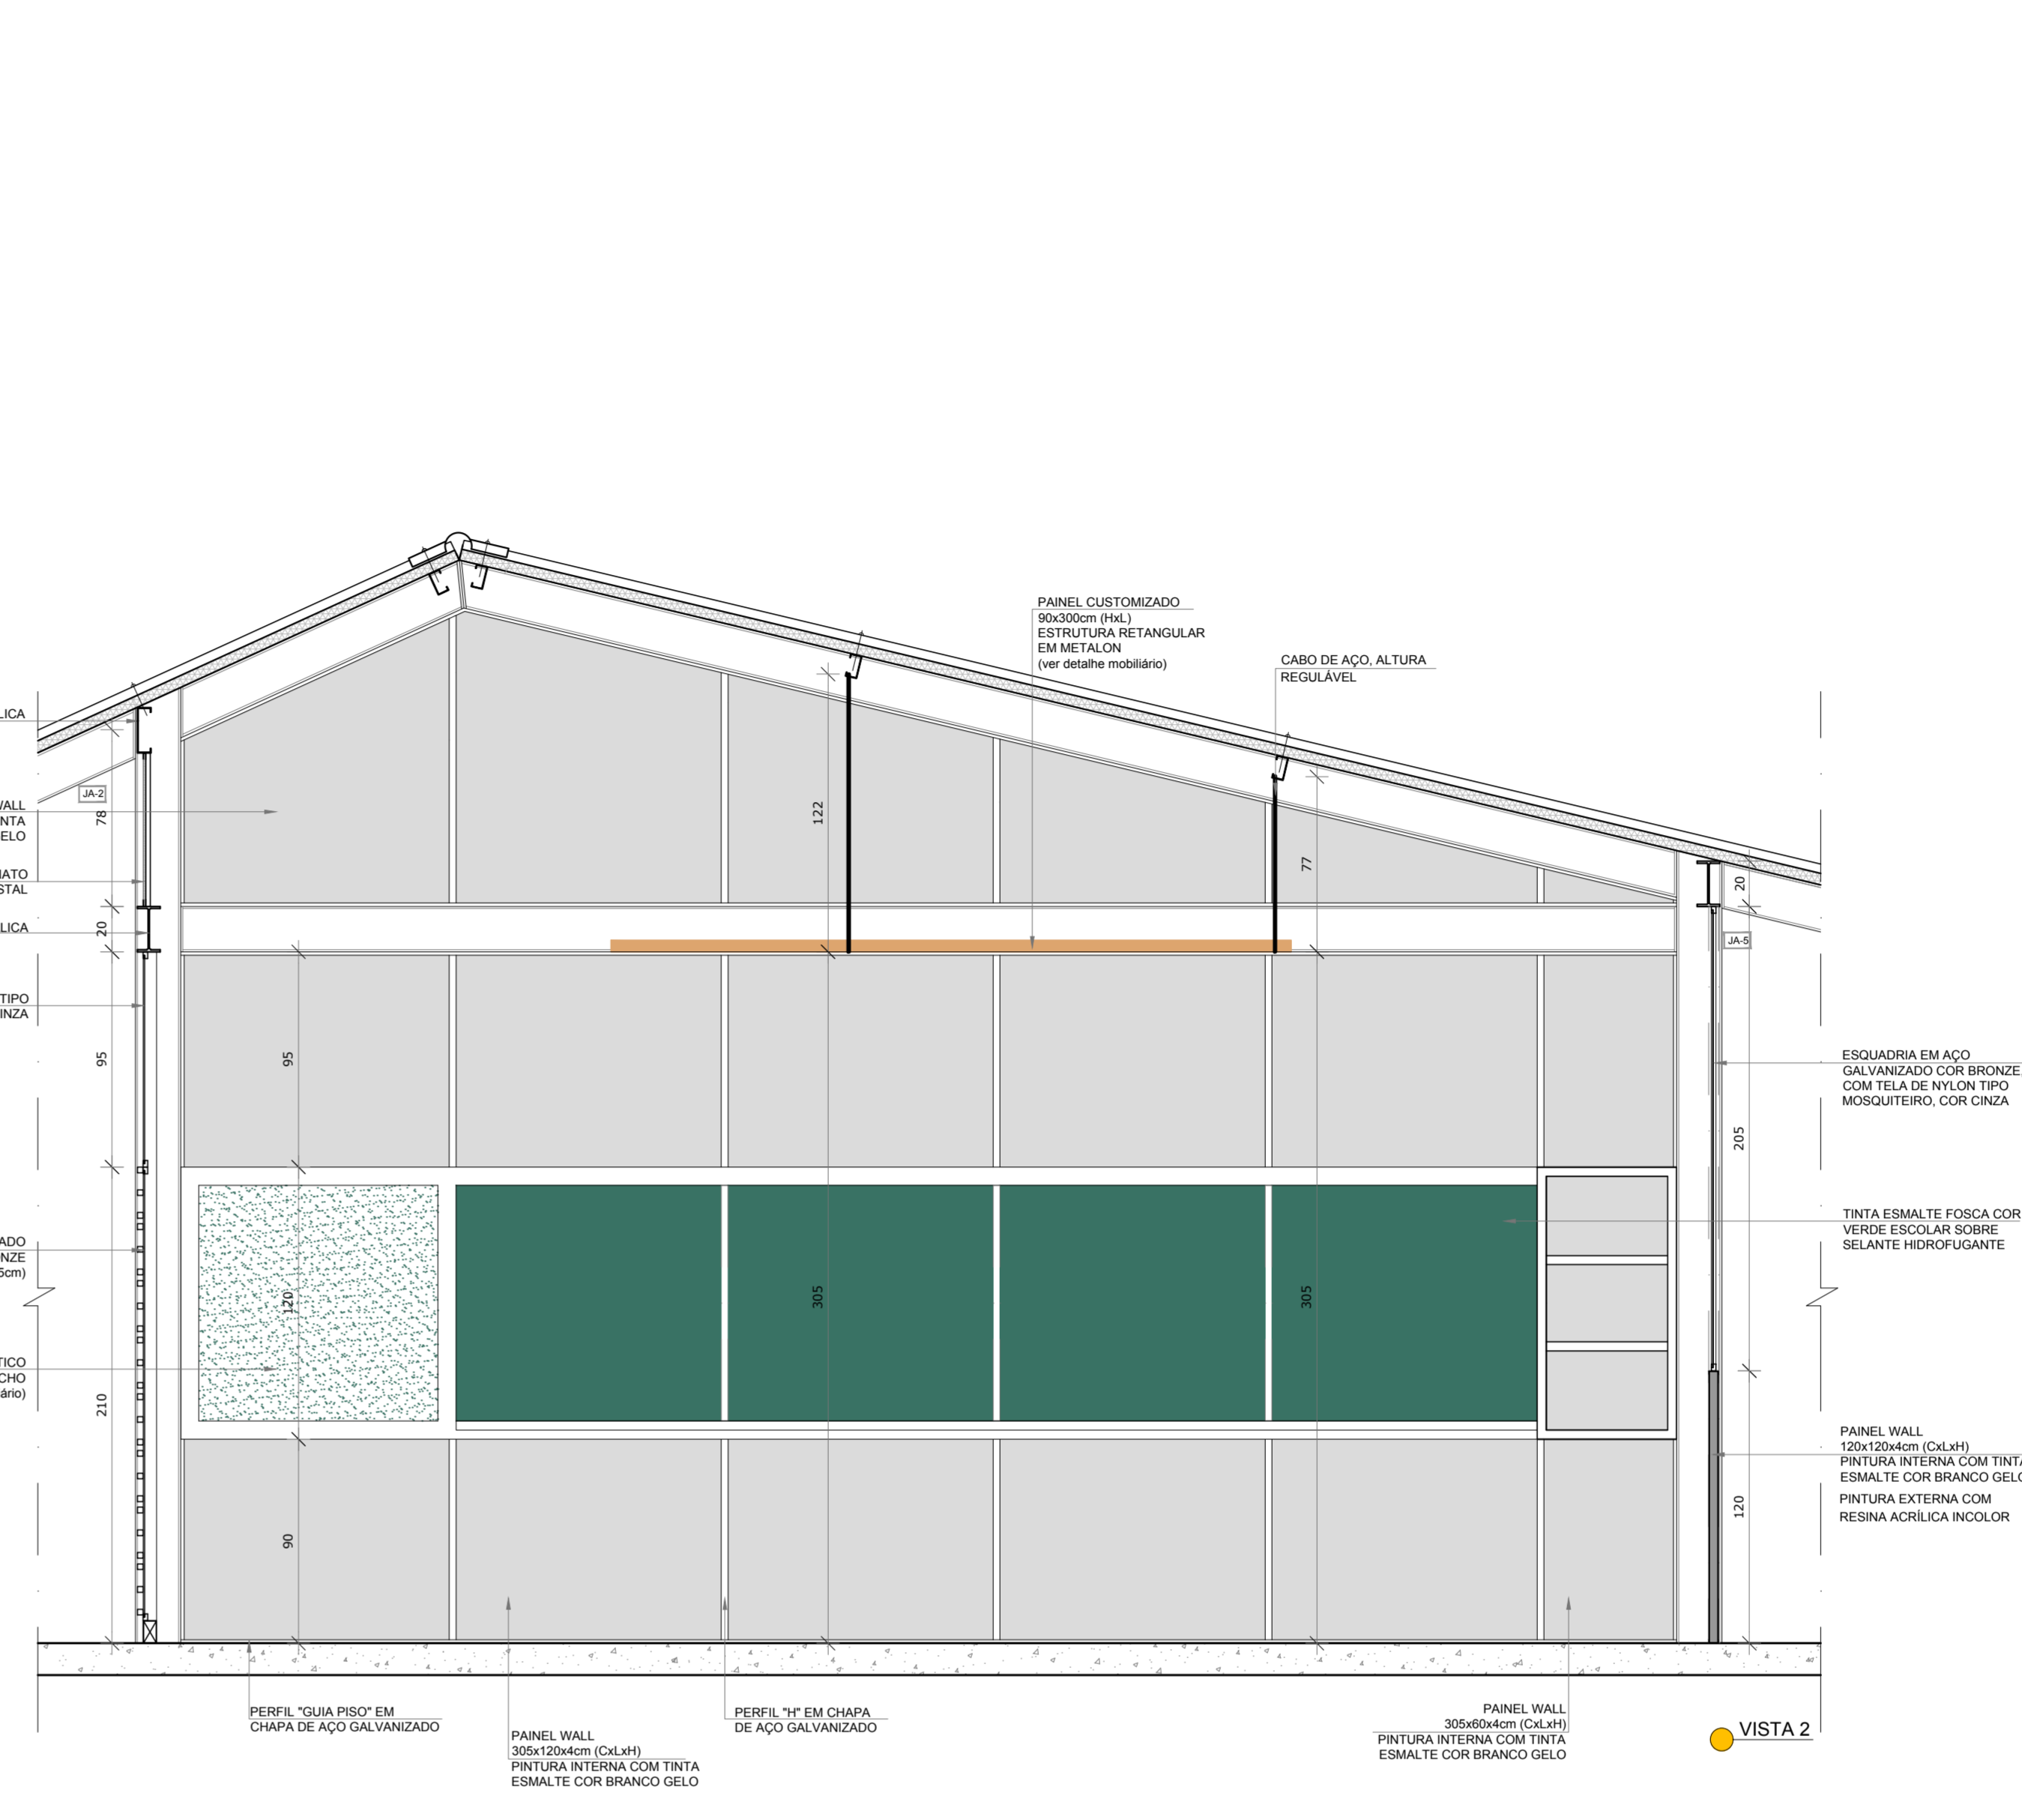 PAINEL CUSTOMIZADO
90x300cm (HxL)
ESTRUTURA RETANGULAR
EM METALON
(ver detalhe mobiliário)
CABO DE AÇO, ALTURA
REGULÁVEL
LICA
JA-2
78
WALL
NTA
ELO
122
77
20
STAL
LICA
20
JA-5
TIPO
INZA
95
95
ESQUADRIA EM AÇO
GALVANIZADO COR BRONZE,
COM TELA DE NYLON TIPO
MOSQUITEIRO, COR CINZA
205
TINTA ESMALTE FOSCA COR
VERDE ESCOLAR SOBRE
SELANTE HIDROFUGANTE
ADO
NZE
5cm)
120
305
305
TICO
CHO
ário)
210
PAINEL WALL
120x120x4cm (CxLxH)
PINTURA INTERNA COM TINTA
ESMALTE COR BRANCO GELO
PINTURA EXTERNA COM
RESINA ACRÍLICA INCOLOR
120
90
PERFIL "GUIA PISO" EM
CHAPA DE AÇO GALVANIZADO
PAINEL WALL
305x120x4cm (CxLxH)
PINTURA INTERNA COM TINTA
ESMALTE COR BRANCO GELO
PERFIL "H" EM CHAPA
DE AÇO GALVANIZADO
PAINEL WALL
305x60x4cm (CxLxH)
PINTURA INTERNA COM TINTA
ESMALTE COR BRANCO GELO
VISTA 2